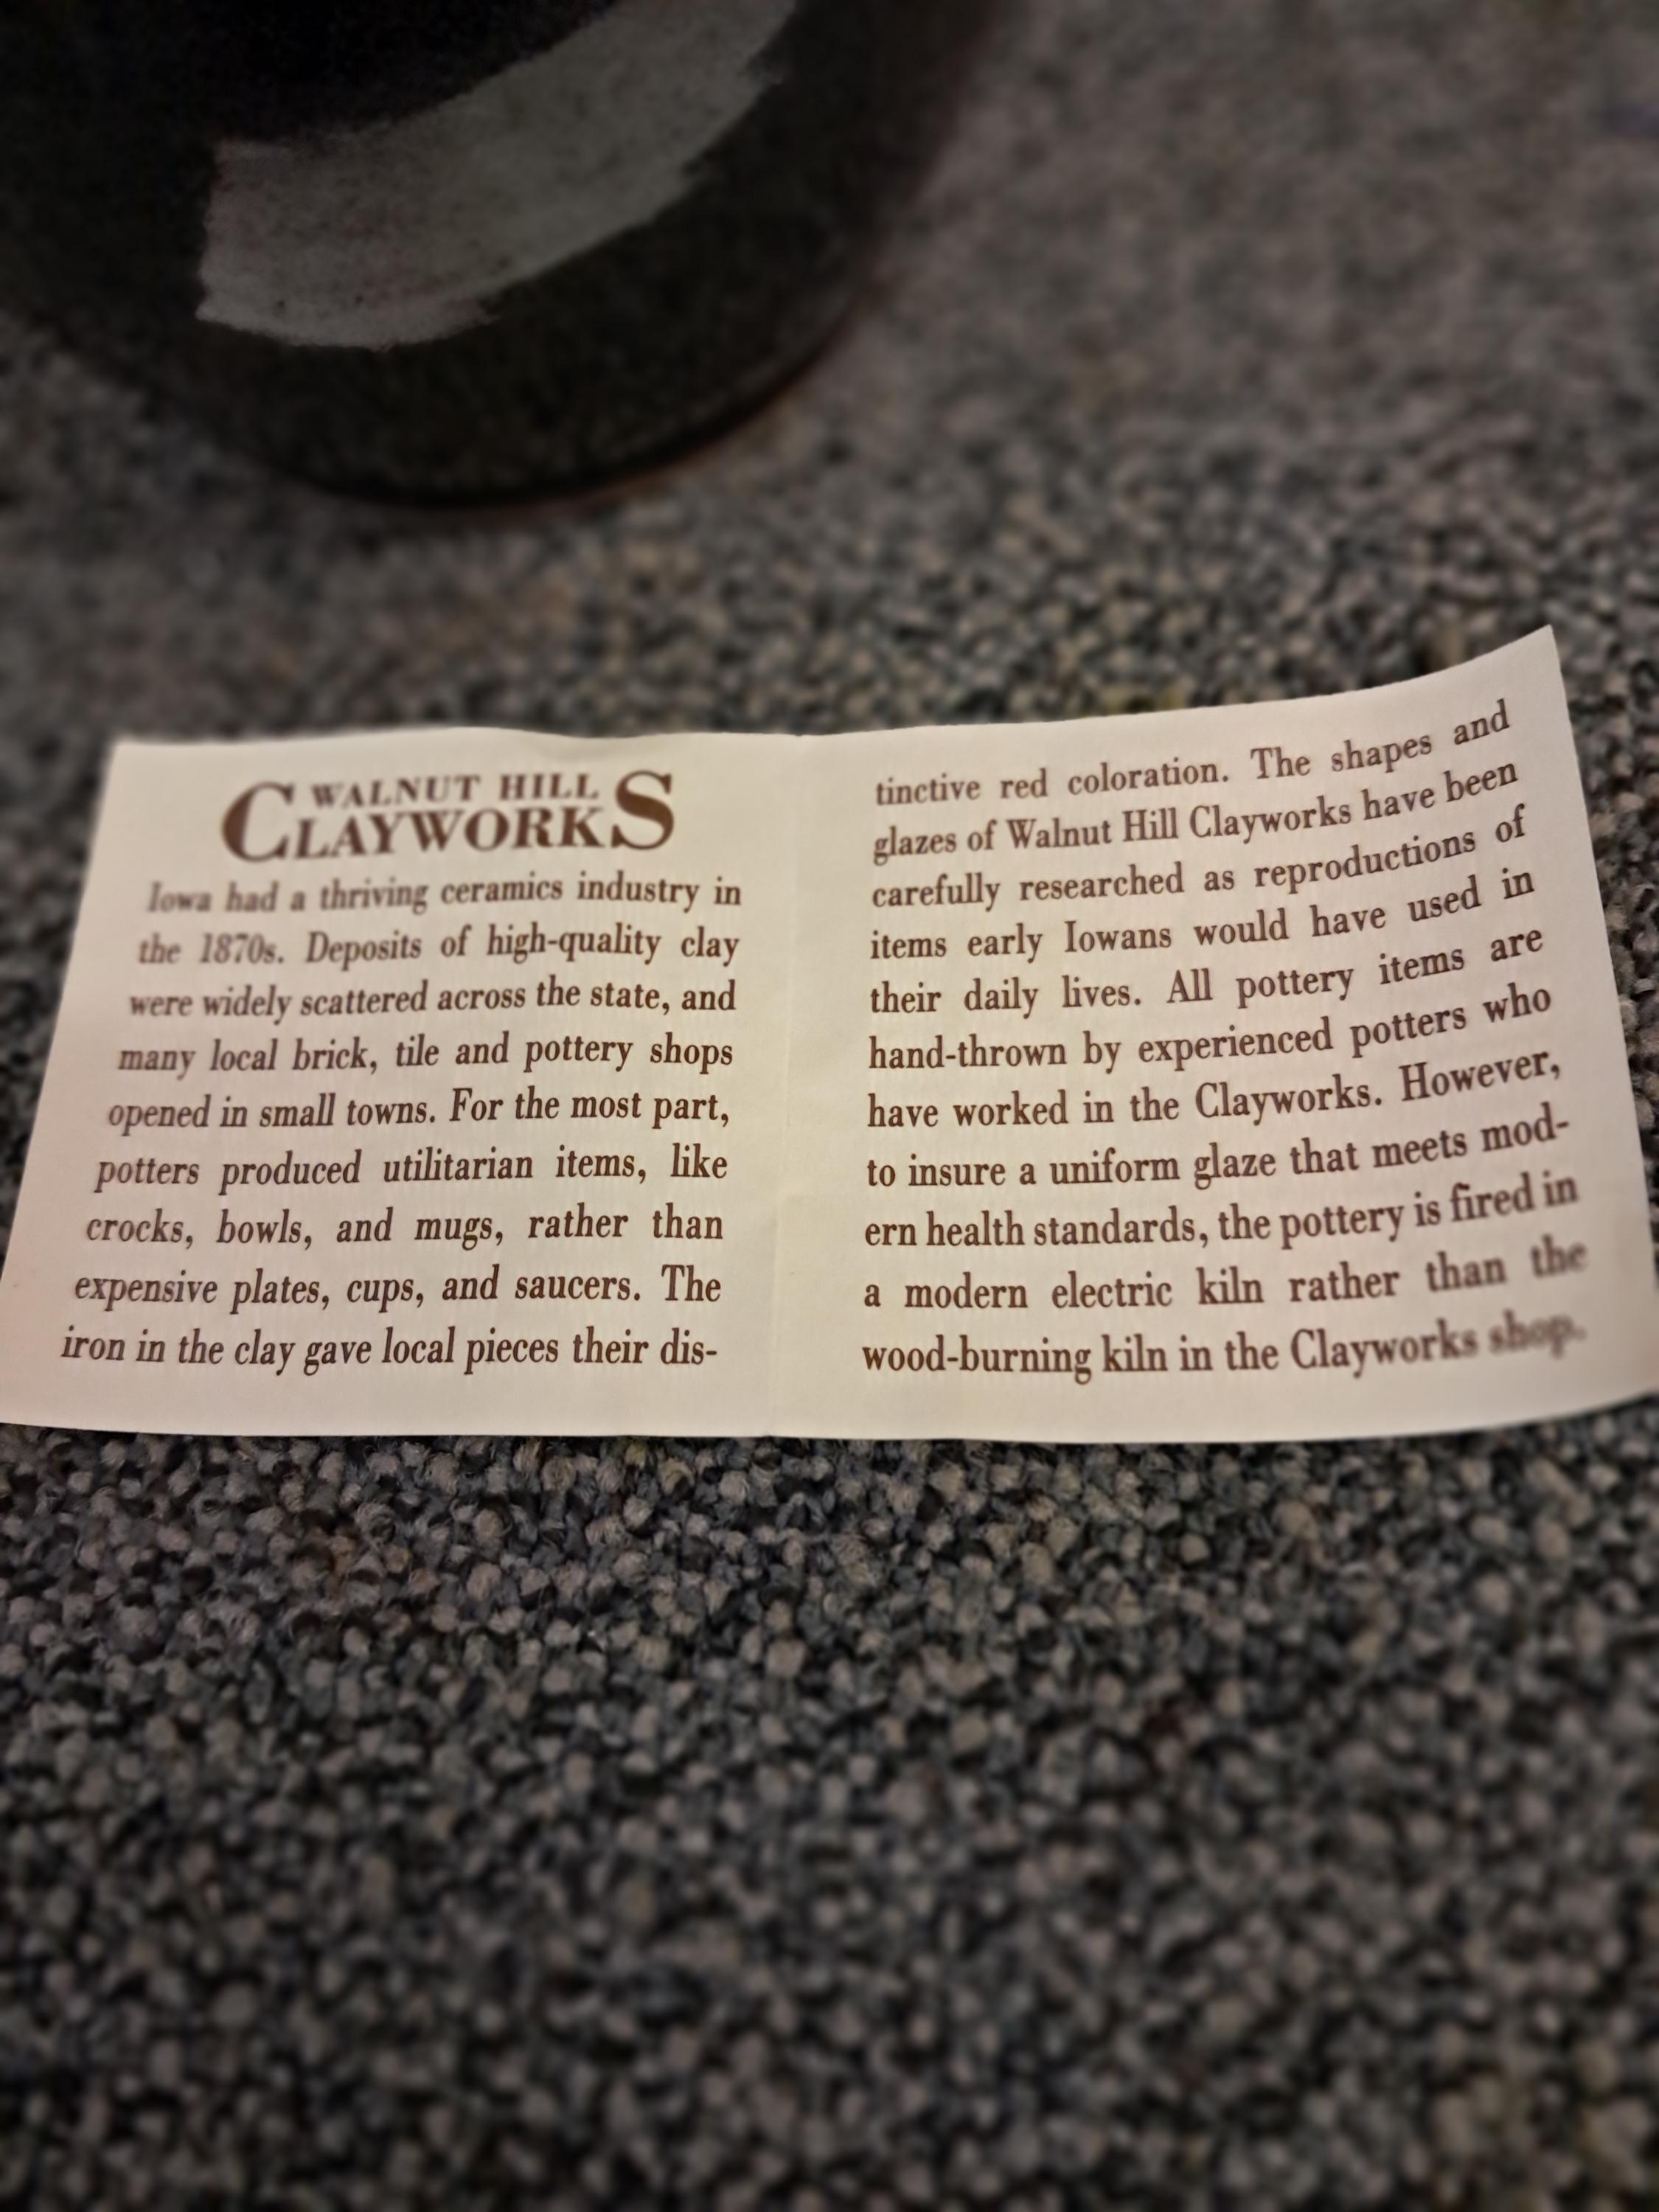 WALNUT HILL
CLAYWORKS
Iowa had a thriving ceramics industry in
the 1870s. Deposits of high-quality clay
were widely scattered across the state, and
many local brick, tile and pottery shops
opened in small towns. For the most part,
potters produced utilitarian items, like
crocks, bowls, and mugs, rather than
expensive plates, cups, and saucers. The
iron in the clay gave local pieces their dis-
tinctive red coloration. The shapes and
glazes of Walnut Hill Clayworks have been
carefully researched as reproductions of
items early Iowans would have used in
their daily lives. All pottery items are
hand-thrown by experienced potters who
have worked in the Clayworks. However,
to insure a uniform glaze that meets mod-
ern health standards, the pottery is fired in
a modern electric kiln rather than the
wood-burning kiln in the Clayworks shop.